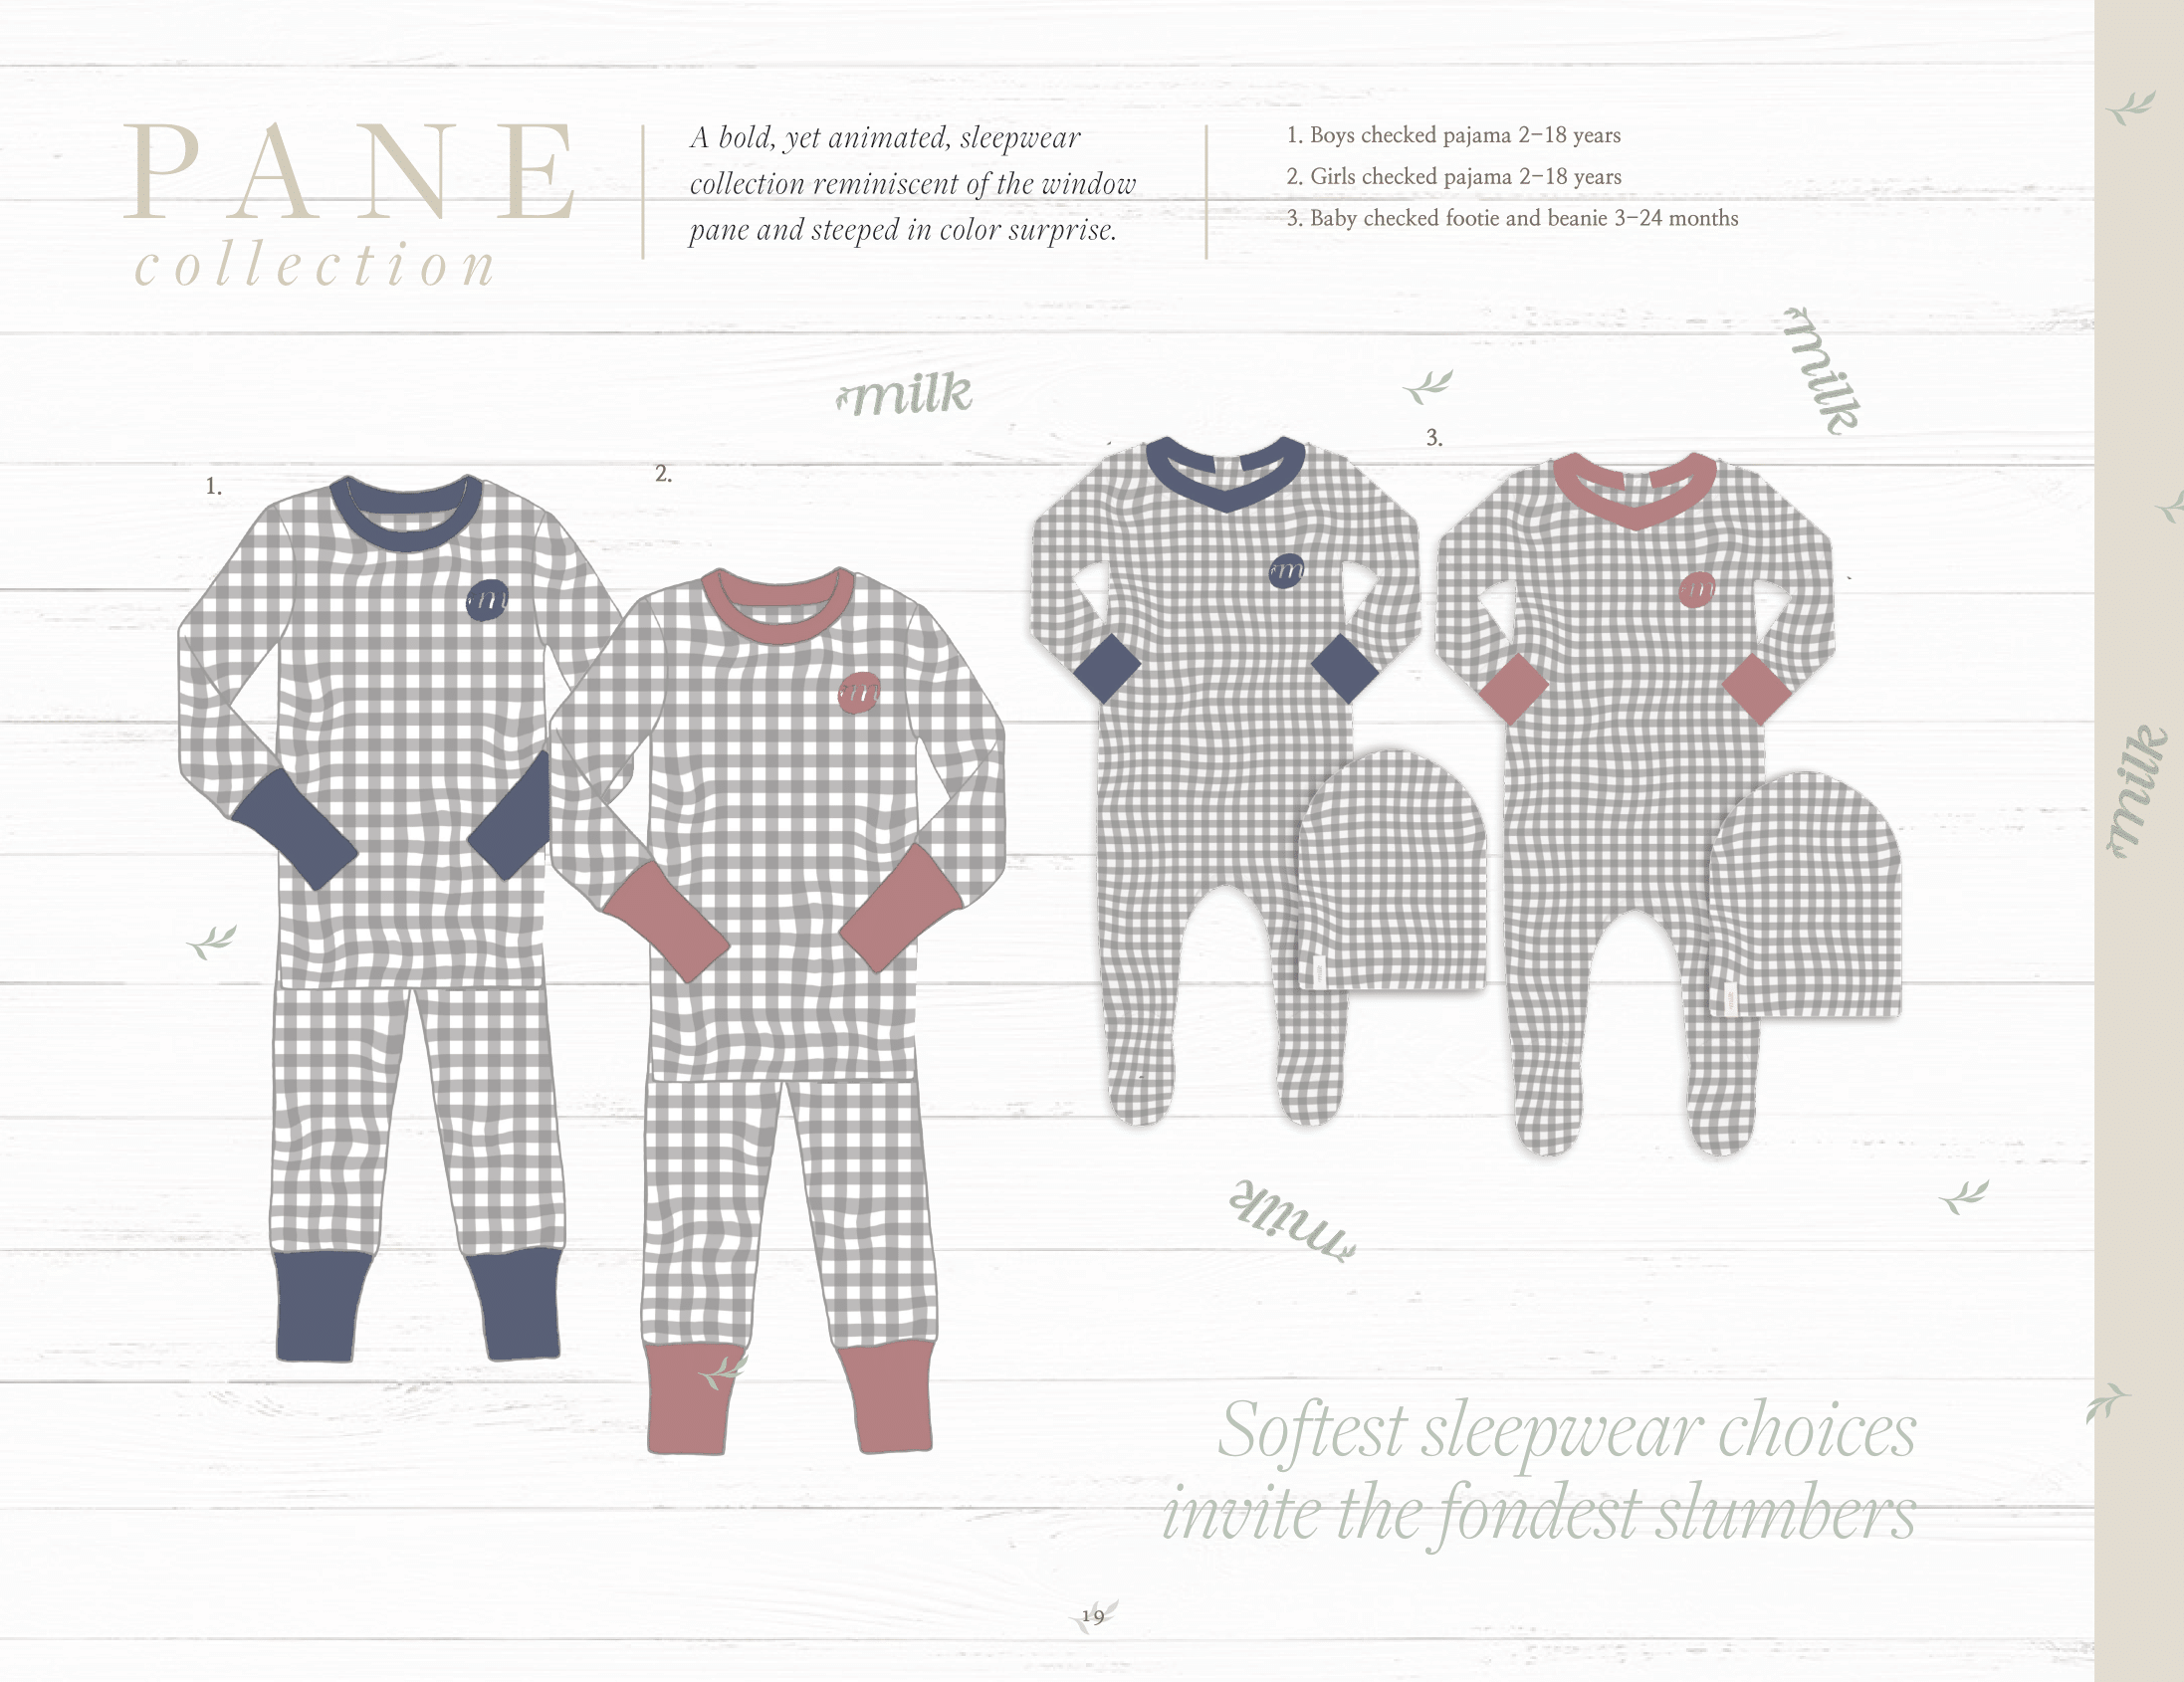 PANE
collection
A bold, yet animated, sleepwear
collection reminiscent of the window
pane and steeped in color surprise.
1. Boys checked pajama 2-18 years
2. Girls checked pajama 2-18 years
3. Baby checked footie and beanie 3-24 months
milk
milk
3.
1.
2.
m
m
m
m
milk
milk
Softest sleepwear choices
invite the fondest slumbers
19